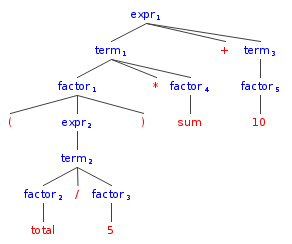 expr₁
term₁ + term₃
factor₁ * factor₄ factor₅
( expr₂ ) sum 10
term₂
factor₂ / factor₃
total 5